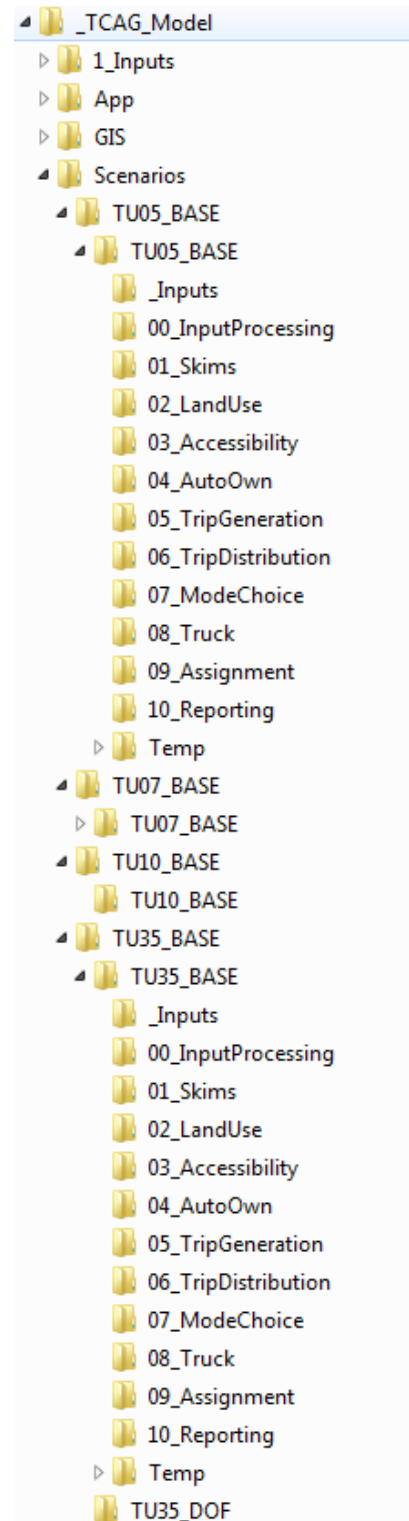 _TCAG_Model
1_Inputs
App
GIS
Scenarios
TU05_BASE
TU05_BASE
_Inputs
00_InputProcessing
01_Skims
02_LandUse
03_Accessibility
04_AutoOwn
05_TripGeneration
06_TripDistribution
07_ModeChoice
08_Truck
09_Assignment
10_Reporting
Temp
TU07_BASE
TU07_BASE
TU10_BASE
TU10_BASE
TU35_BASE
TU35_BASE
_Inputs
00_InputProcessing
01_Skims
02_LandUse
03_Accessibility
04_AutoOwn
05_TripGeneration
06_TripDistribution
07_ModeChoice
08_Truck
09_Assignment
10_Reporting
Temp
TU35_DOF